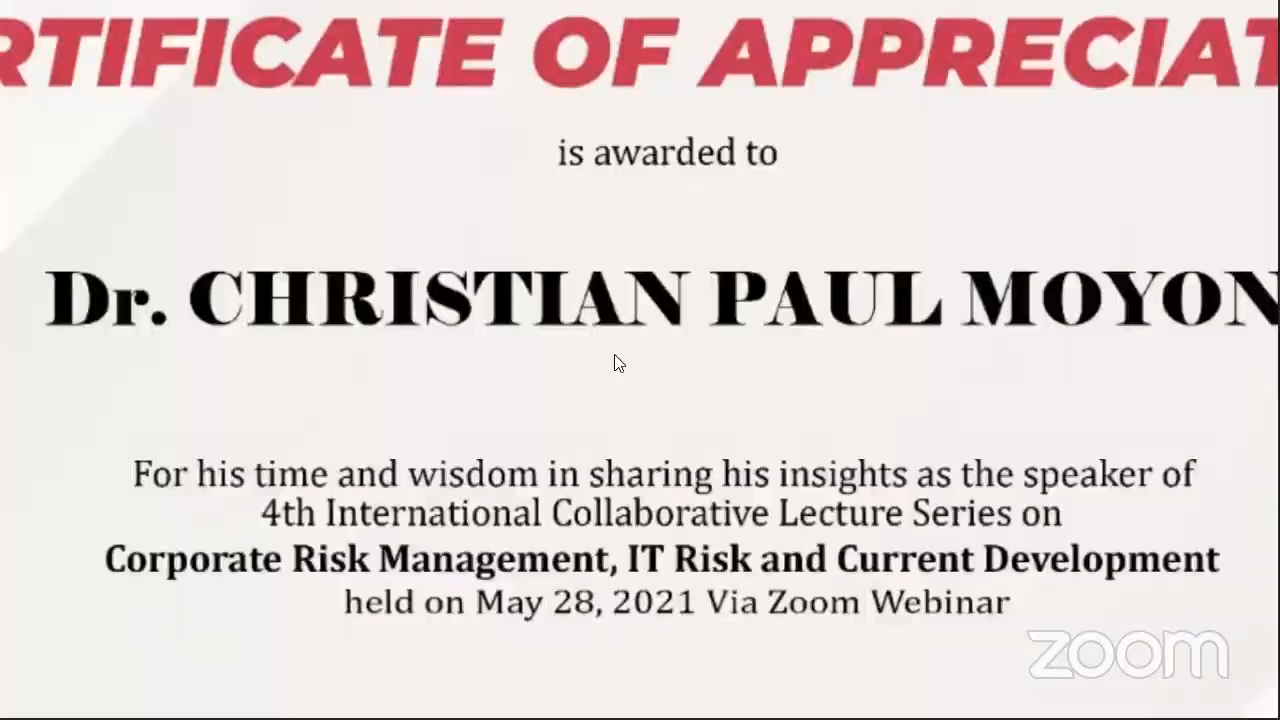 RTIFICATE OF APPRECIAT
is awarded to
Dr. CHRISTIAN PAUL MOYON
For his time and wisdom in sharing his insights as the speaker of
4th International Collaborative Lecture Series on
Corporate Risk Management, IT Risk and Current Development
held on May 28, 2021 Via Zoom Webinar
zoom